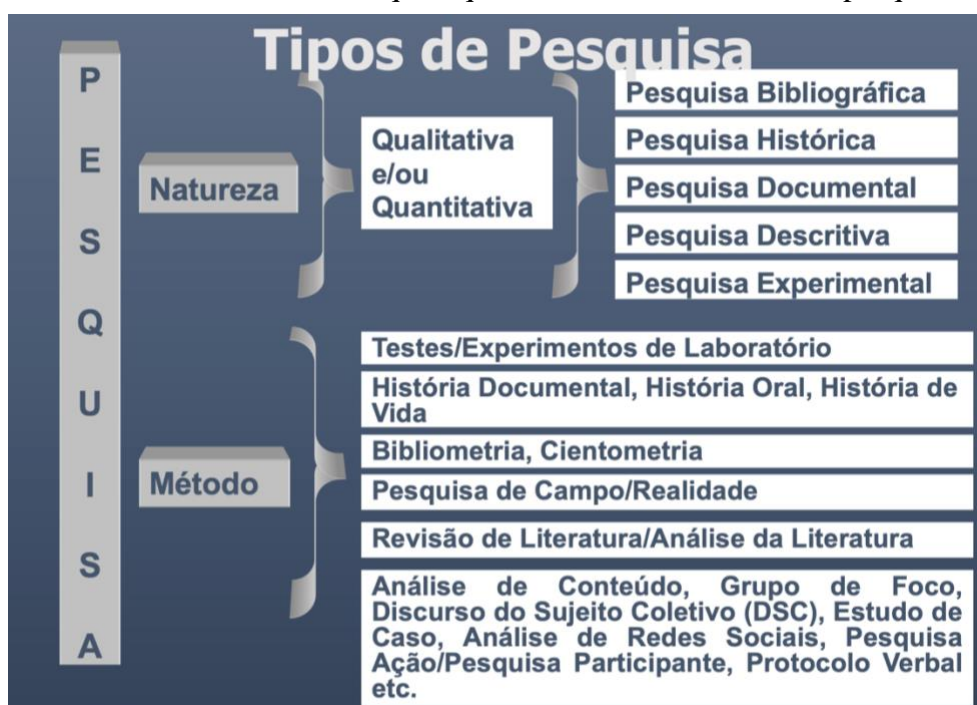 Tipos de Pesquisa
PESQUISA
Natureza
Qualitativa
e/ou
Quantitativa
Pesquisa Bibliográfica
Pesquisa Histórica
Pesquisa Documental
Pesquisa Descritiva
Pesquisa Experimental
Método
Testes/Experimentos de Laboratório
História Documental, História Oral, História de
Vida
Bibliometria, Cientometria
Pesquisa de Campo/Realidade
Revisão de Literatura/Análise da Literatura
Análise de Conteúdo, Grupo de Foco,
Discurso do Sujeito Coletivo (DSC), Estudo de
Caso, Análise de Redes Sociais, Pesquisa
Ação/Pesquisa Participante, Protocolo Verbal
etc.